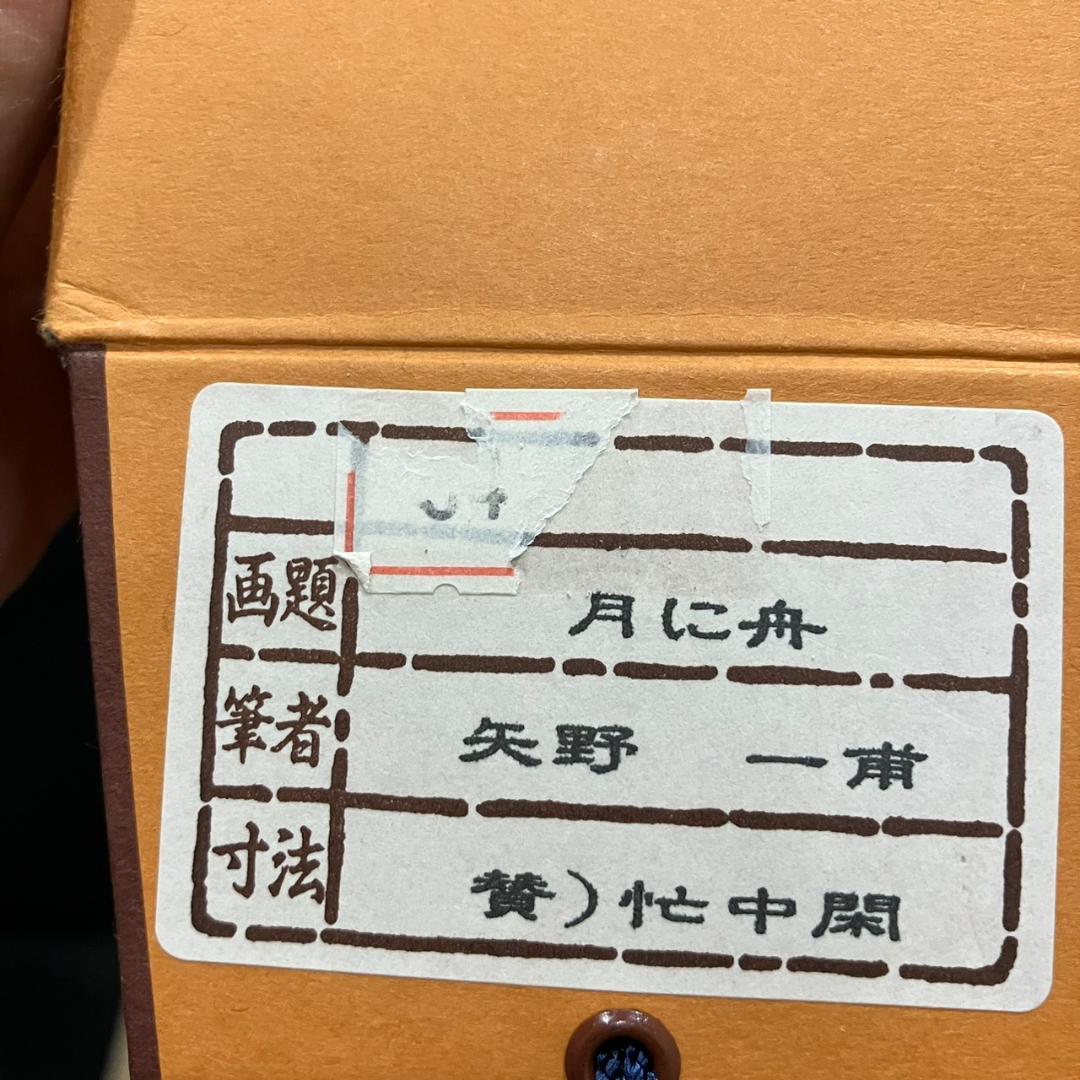 画題 月に舟
筆者 矢野 一甫
寸法 賛)忙中閑